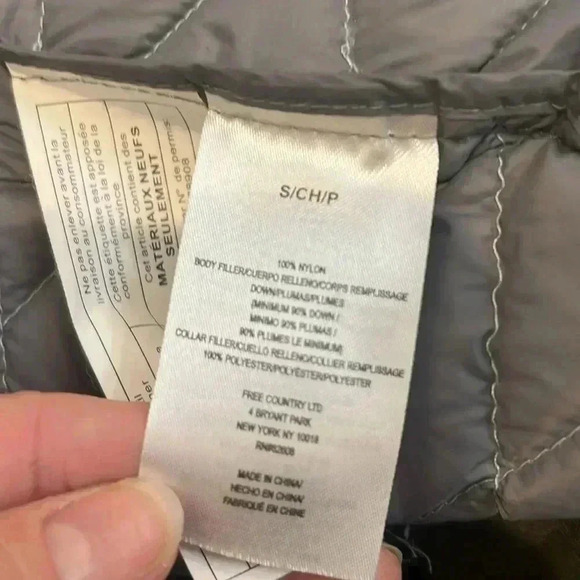 S/CH/P
100% NYLON
BODY FILLER/CUERPO RELLENO/CORPS REMPLISSAGE
DOWN/PLUMAS/PLUMES
(MINIMUM 90% DOWN /
MINIMO 90% PLUMAS /
90% PLUMES LE MINIMUM)
COLLAR FILLER/CUELLO RELLENO/COLLIER REMPLISSAGE
100% POLYESTER/POLYÉSTER/POLYESTER
FREE COUNTRY LTD
4 BRYANT PARK
NEW YORK NY 10018
RN#62608
MADE IN CHINA/
HECHO EN CHINA/
FABRIQUÉ EN CHINE
Ne pas enlever avant la
livraison au consommateur
Cette étiquette est apposée
conformément à la loi de la
province
Cet article contient des
MATÉRIAUX NEUFS
SEULEMENT
N° de permis